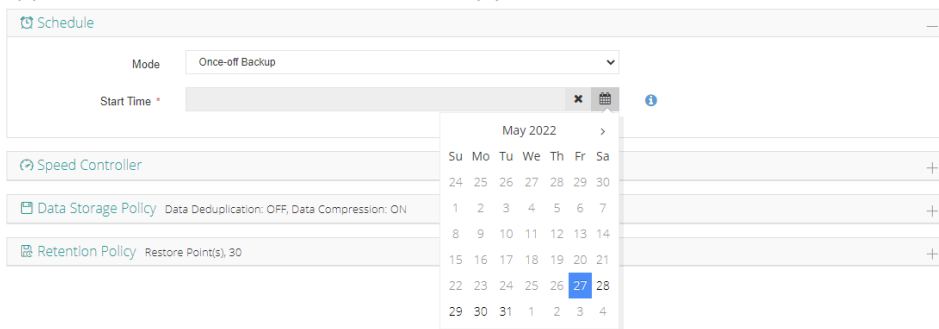 Schedule
Mode Once-off Backup
Start Time *
May 2022 >
Su Mo Tu We Th Fr Sa
24 25 26 27 28 29 30
1 2 3 4 5 6 7
8 9 10 11 12 13 14
15 16 17 18 19 20 21
22 23 24 25 26 27 28
29 30 31 1 2 3 4
Speed Controller
Data Storage Policy Data Deduplication: OFF, Data Compression: ON
Retention Policy Restore Point(s), 30